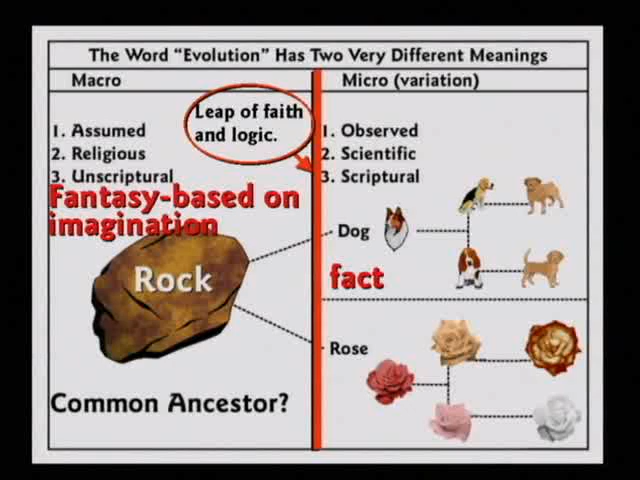 The Word “Evolution” Has Two Very Different Meanings
Macro
Micro (variation)
Leap of faith
and logic.
1. Assumed
2. Religious
3. Unscriptural
Fantasy-based on
imagination
Rock
Common Ancestor?
1. Observed
2. Scientific
3. Scriptural
Dog
fact
Rose